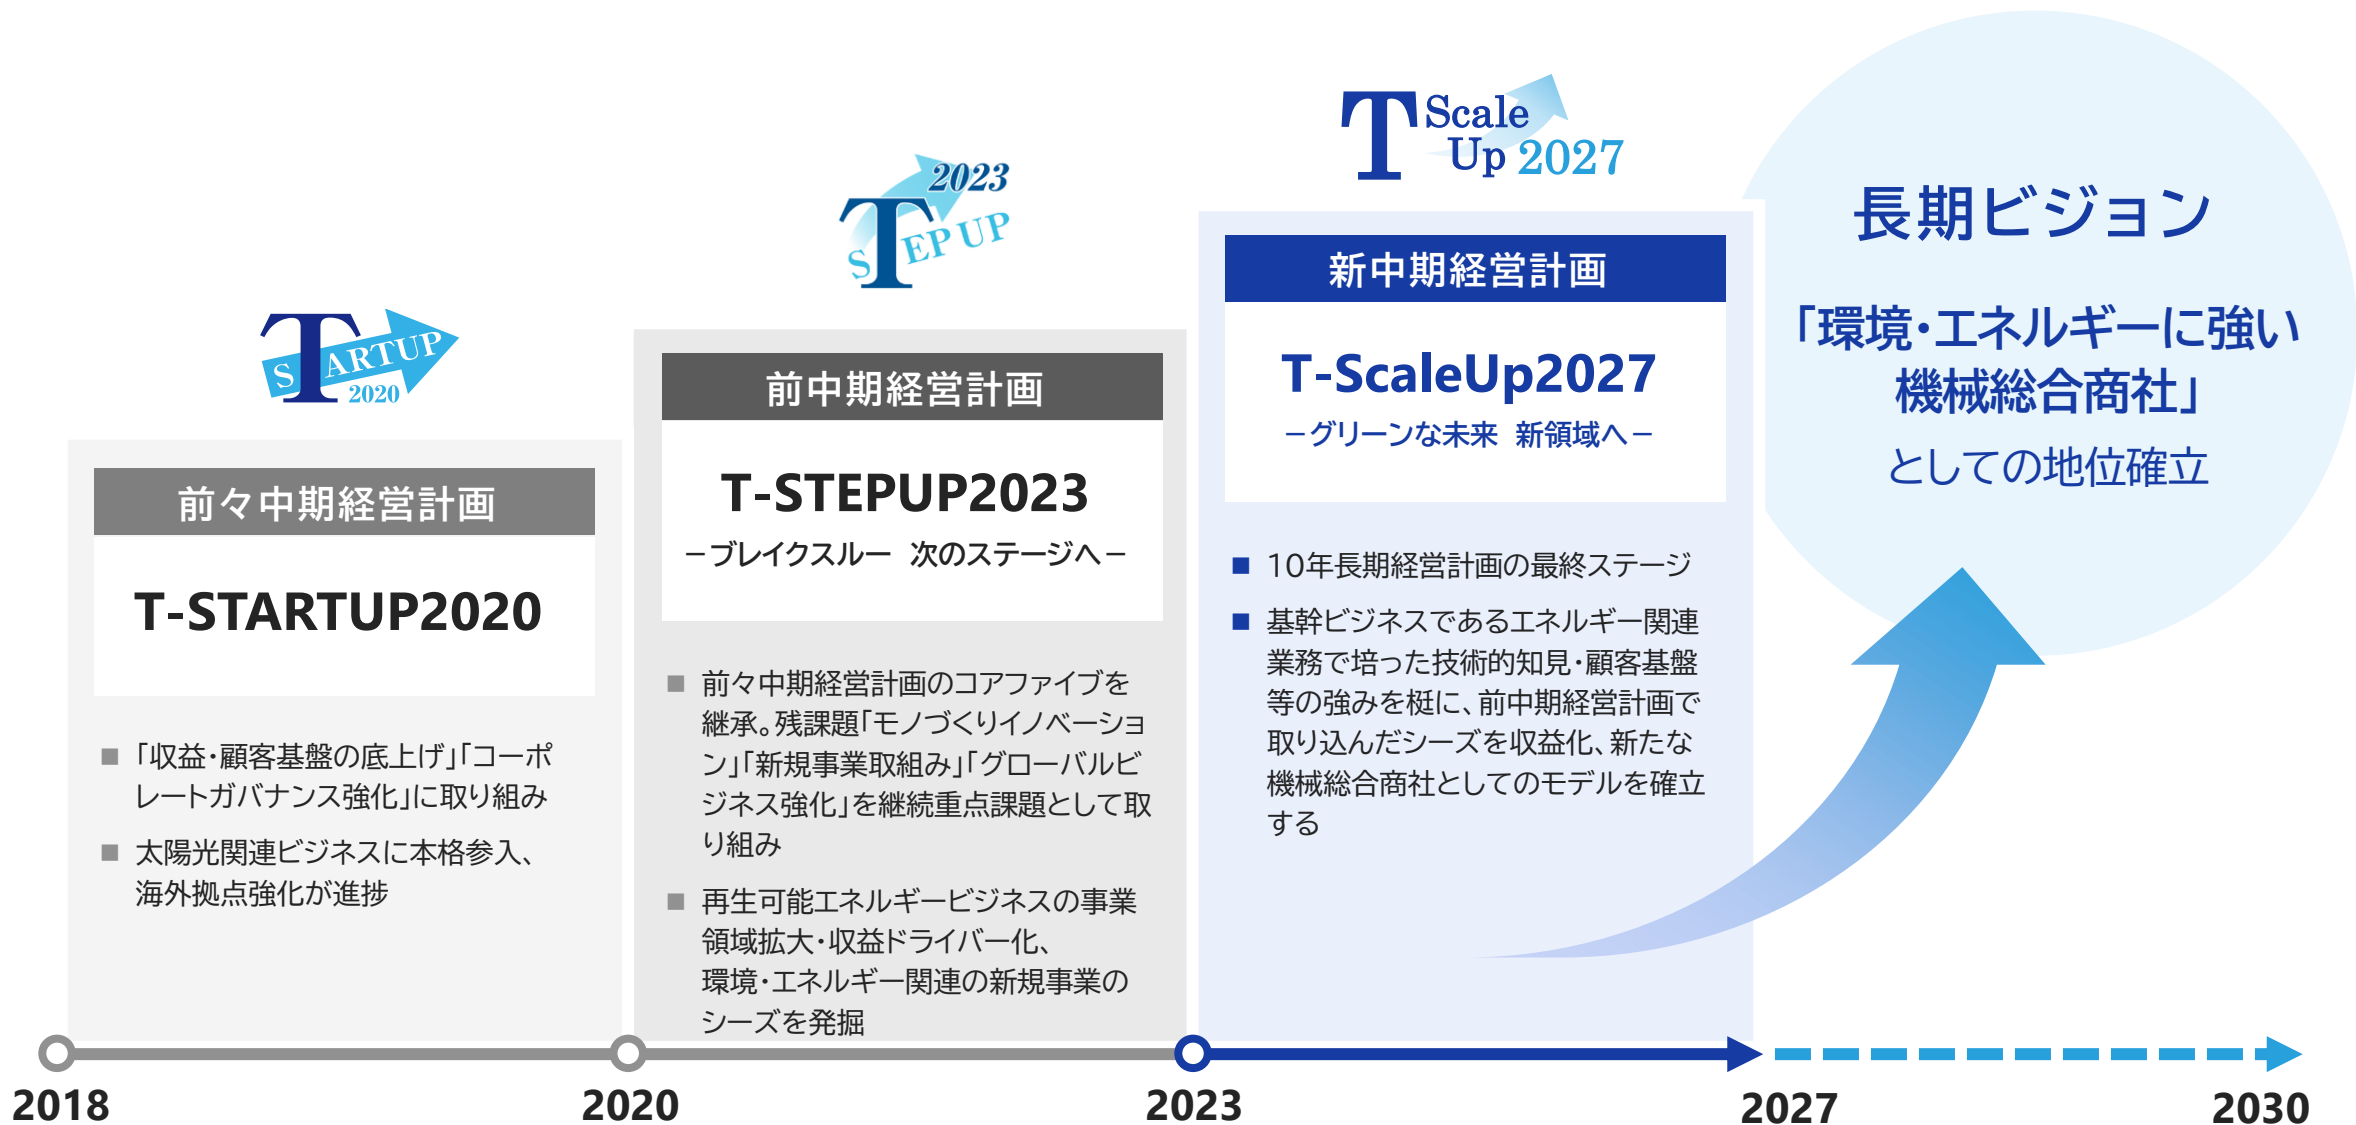 T STARTUP
2020
前々中期経営計画
T-STARTUP2020
■ 「収益・顧客基盤の底上げ」「コーポ
レートガバナンス強化」に取り組み
■ 太陽光関連ビジネスに本格参入、
海外拠点強化が進捗
2023
T STEP UP
前中期経営計画
T-STEPUP2023
－ブレイクスルー 次のステージへ－
■ 前々中期経営計画のコアファイブを
継承。残課題「モノづくりイノベーショ
ン」「新規事業取組み」「グローバルビ
ジネス強化」を継続重点課題として取
り組み
■ 再生可能エネルギービジネスの事業
領域拡大・収益ドライバー化、
環境・エネルギー関連の新規事業の
シーズを発掘
T Scale
Up 2027
新中期経営計画
T-ScaleUp2027
－グリーンな未来 新領域へ－
■ 10年長期経営計画の最終ステージ
■ 基幹ビジネスであるエネルギー関連
業務で培った技術的知見・顧客基盤
等の強みを梃に、前中期経営計画で
取り込んだシーズを収益化、新たな
機械総合商社としてのモデルを確立
する
長期ビジョン
「環境・エネルギーに強い
機械総合商社」
としての地位確立
2018
2020
2023
2027
2030